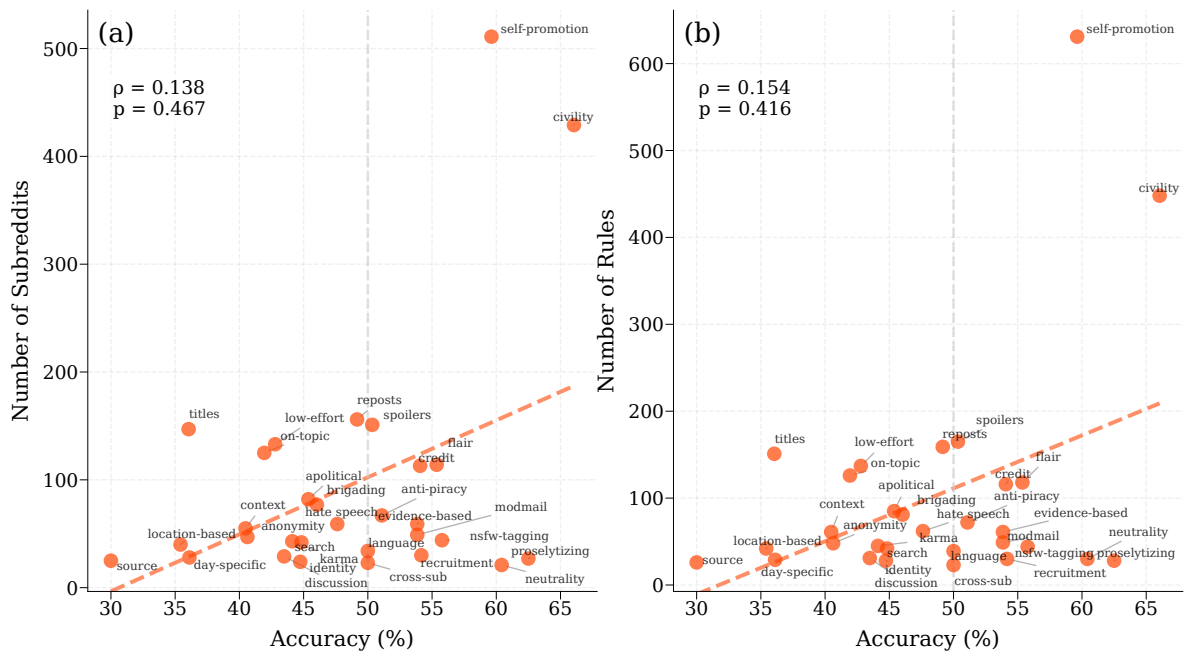 (a)
ρ = 0.138
p = 0.467
Number of Subreddits
500
400
300
200
100
0
self-promotion
civility
reposts
titles
low-effort
spoilers
on-topic
flair
credit
apolitical
brigading
anti-piracy
context
hate speech
evidence-based
modmail
location-based
anonymity
nsfw-tagging
search
language
proselytizing
source
day-specific
karma
identity
recruitment
discussion
cross-sub
neutrality
30
35
40
45
50
55
60
65
Accuracy (%)
(b)
ρ = 0.154
p = 0.416
Number of Rules
600
500
400
300
200
100
0
self-promotion
civility
spoilers
reposts
titles
low-effort
on-topic
flair
credit
apolitical
brigading
anti-piracy
context
hate speech
evidence-based
anonymity
modmail
neutrality
location-based
karma
search
language
nsfw-tagging
proselytizing
source
day-specific
identity
recruitment
discussion
cross-sub
30
35
40
45
50
55
60
65
Accuracy (%)